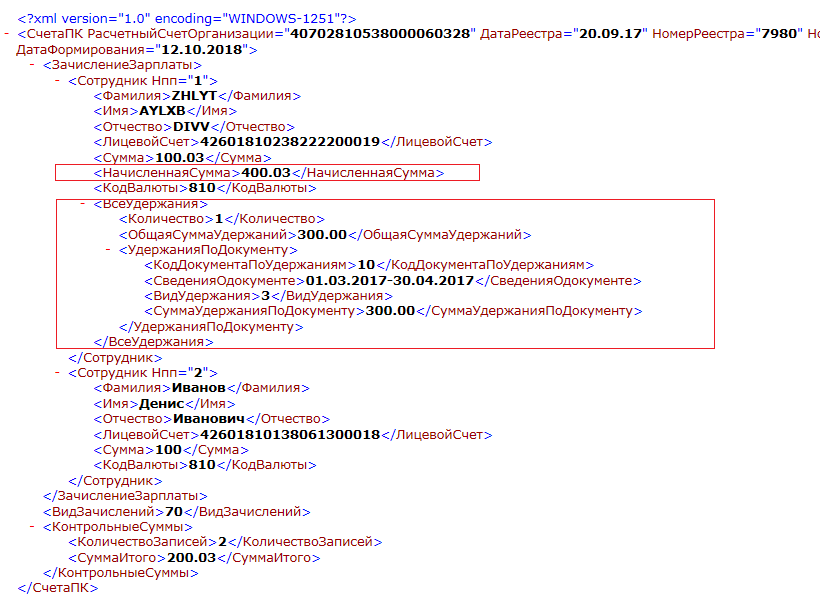 <?xml version="1.0" encoding="WINDOWS-1251"?>
- <СчетаПК РасчетныйСчетОрганизации="40702810538000060328" ДатаРеестра="20.09.17" НомерРеестра="7980"
ДатаФормирования="12.10.2018">
- <ЗачислениеЗарплаты>
- <Сотрудник Нпп="1">
<Фамилия>ZHLYT</Фамилия>
<Имя>AYLXB</Имя>
<Отчество>DIVV</Отчество>
<ЛицевойСчет>42601810238222200019</ЛицевойСчет>
<Сумма>100.03</Сумма>
<НачисленнаяСумма>400.03</НачисленнаяСумма>
<КодВалюты>810</КодВалюты>
- <ВсеУдержания>
<Количество>1</Количество>
<ОбщаяСуммаУдержаний>300.00</ОбщаяСуммаУдержаний>
- <УдержанияПоДокументу>
<КодДокументаПоУдержаниям>10</КодДокументаПоУдержаниям>
<СведенияОдокументе>01.03.2017-30.04.2017</СведенияОдокументе>
<ВидУдержания>3</ВидУдержания>
<СуммаУдержанияПоДокументу>300.00</СуммаУдержанияПоДокументу>
</УдержанияПоДокументу>
</ВсеУдержания>
</Сотрудник>
- <Сотрудник Нпп="2">
<Фамилия>Иванов</Фамилия>
<Имя>Денис</Имя>
<Отчество>Иванович</Отчество>
<ЛицевойСчет>42601810138061300018</ЛицевойСчет>
<Сумма>100</Сумма>
<КодВалюты>810</КодВалюты>
</Сотрудник>
</ЗачислениеЗарплаты>
<ВидЗачислений>70</ВидЗачислений>
- <КонтрольныеСуммы>
<КоличествоЗаписей>2</КоличествоЗаписей>
<СуммаИтого>200.03</СуммаИтого>
</КонтрольныеСуммы>
</СчетаПК>